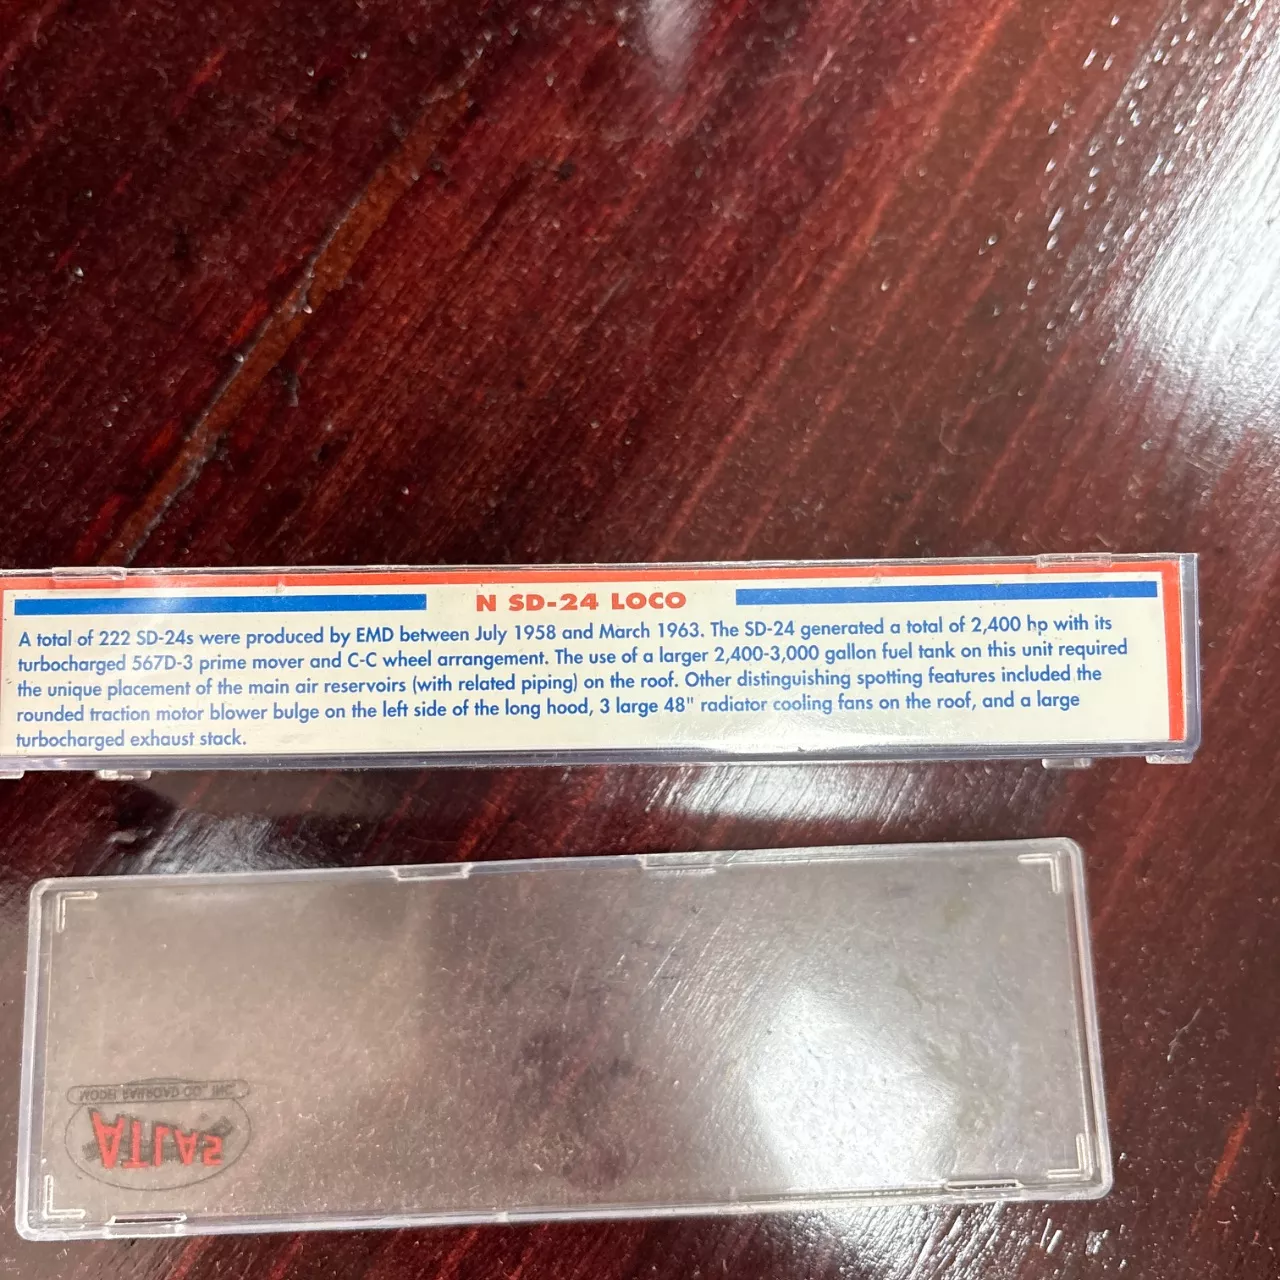 N SD-24 LOCO
A total of 222 SD-24s were produced by EMD between July 1958 and March 1963. The SD-24 generated a total of 2,400 hp with its
turbocharged 567D-3 prime mover and C-C wheel arrangement. The use of a larger 2,400-3,000 gallon fuel tank on this unit required
the unique placement of the main air reservoirs (with related piping) on the roof. Other distinguishing spotting features included the
rounded traction motor blower bulge on the left side of the long hood, 3 large 48" radiator cooling fans on the roof, and a large
turbocharged exhaust stack.
MODEL RAILROAD CO., INC.
ATLAS